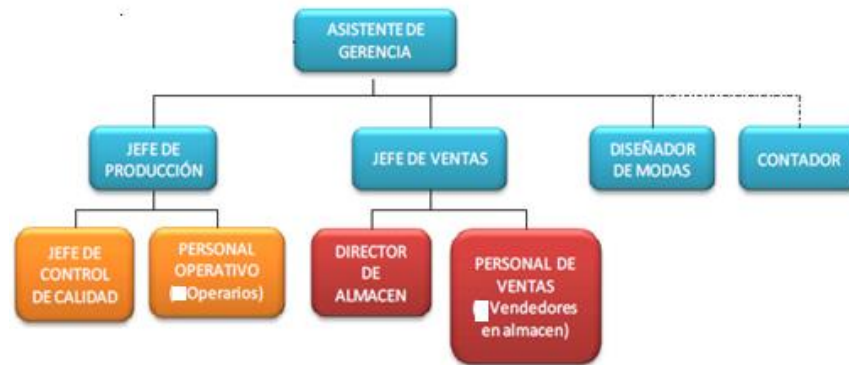 ASISTENTE DE
GERENCIA
JEFE DE
PRODUCCIÓN
JEFE DE VENTAS
DISEÑADOR
DE MODAS
CONTADOR
JEFE DE
CONTROL
DE CALIDAD
PERSONAL
OPERATIVO
( Operarios)
DIRECTOR
DE
ALMACEN
PERSONAL DE
VENTAS
( Vendedores
en almacen)